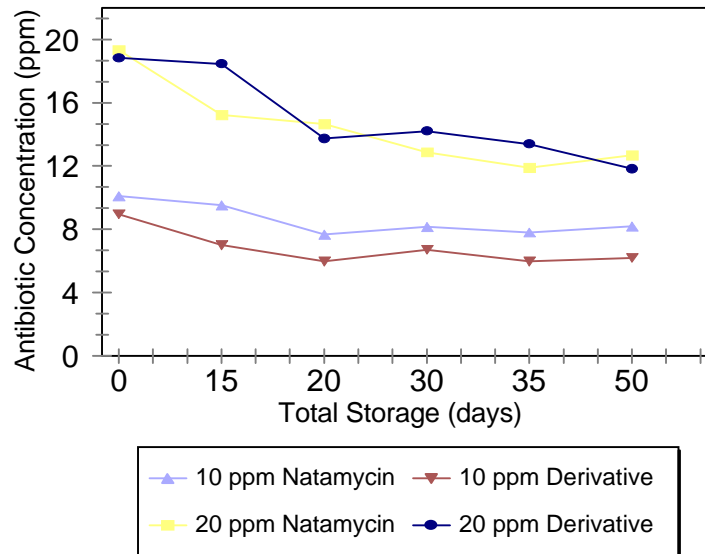 Antibiotic Concentration (ppm)
20
16
12
8
4
0
0 15 20 30 35 50
Total Storage (days)
10 ppm Natamycin 10 ppm Derivative
20 ppm Natamycin 20 ppm Derivative